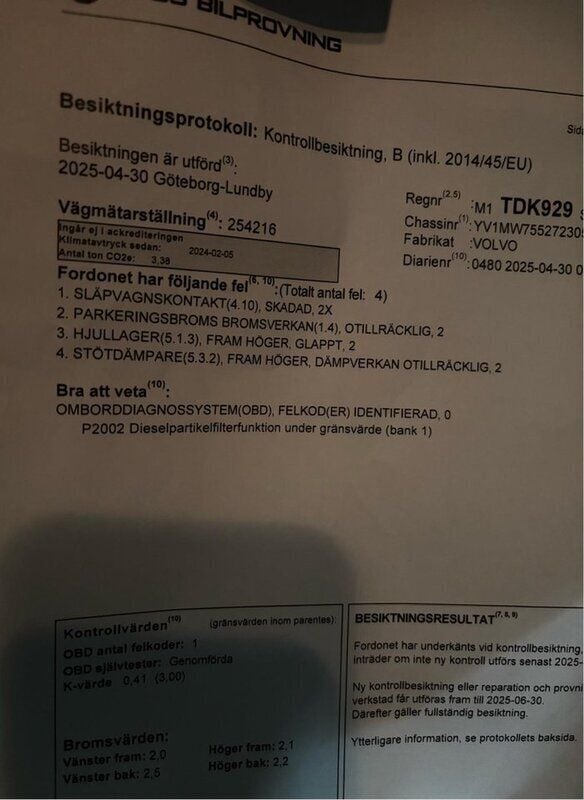 BILPROVNING
Besiktningsprotokoll: Kontrollbesiktning, B (inkl. 2014/45/EU)
Besiktningen är utförd(3):
2025-04-30 Göteborg-Lundby
Vägmätarställning(4): 254216
Ingår ej i ackrediteringen
Klimatavtryck sedan: 2024-02-05
Antal ton CO2e: 3,38
Regnr(2.5) :M1 TDK929
Chassinr(1):YV1MW755272305
Fabrikat :VOLVO
Diarienr(10):0480 2025-04-30 0
Fordonet har följande fel(6, 10):(Totalt antal fel: 4)
1. SLÄPVAGNSKONTAKT(4.10), SKADAD, 2X
2. PARKERINGSBROMS BROMSVERKAN(1.4), OTILLRÄCKLIG, 2
3. HJULLAGER(5.1.3), FRAM HÖGER, GLAPPT, 2
4. STÖTDÄMPARE(5.3.2), FRAM HÖGER, DÄMPVERKAN OTILLRÄCKLIG, 2
Bra att veta(10):
OMBORDDIAGNOSSYSTEM(OBD), FELKOD(ER) IDENTIFIERAD, 0
P2002 Dieselpartikelfilterfunktion under gränsvärde (bank 1)
Kontrollvärden(10) (gränsvärden inom parentes):
OBD antal felkoder: 1
OBD självtester: Genomförda
K-värde 0,41 (3,00)
Bromsvärden:
Vänster fram: 2,0 Höger fram: 2,1
Vänster bak: 2,5 Höger bak: 2,2
BESIKTNINGSRESULTAT(7, 8, 9)
Fordonet har underkänts vid kontrollbesiktning,
inträder om inte ny kontroll utförs senast 2025-
Ny kontrollbesiktning eller reparation och provni
verkstad får utföras fram till 2025-06-30.
Därefter gäller fullständig besiktning.
Ytterligare information, se protokollets baksida.